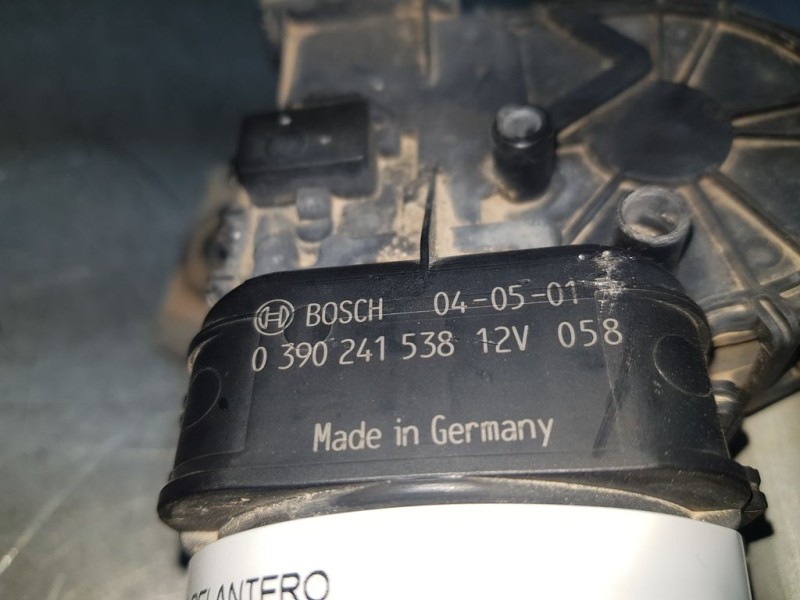 BOSCH 04-05-01
0 390 241 538 12V 058
Made in Germany